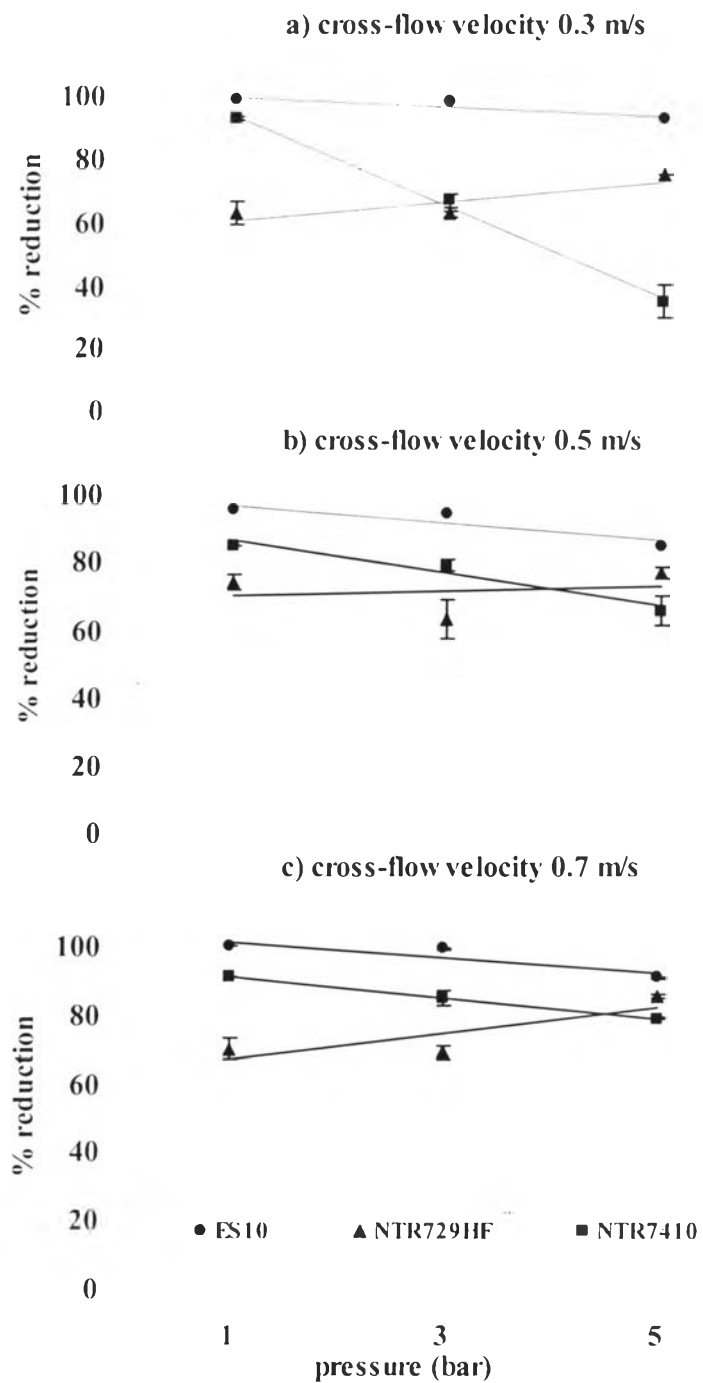 a) cross-flow velocity 0.3 m/s
100
80
60
40
20
0
% reduction
b) cross-flow velocity 0.5 m/s
100
80
60
40
20
0
% reduction
c) cross-flow velocity 0.7 m/s
100
80
60
40
20
0
% reduction
ES10 NTR729HF NTR7410
1 3 5
pressure (bar)